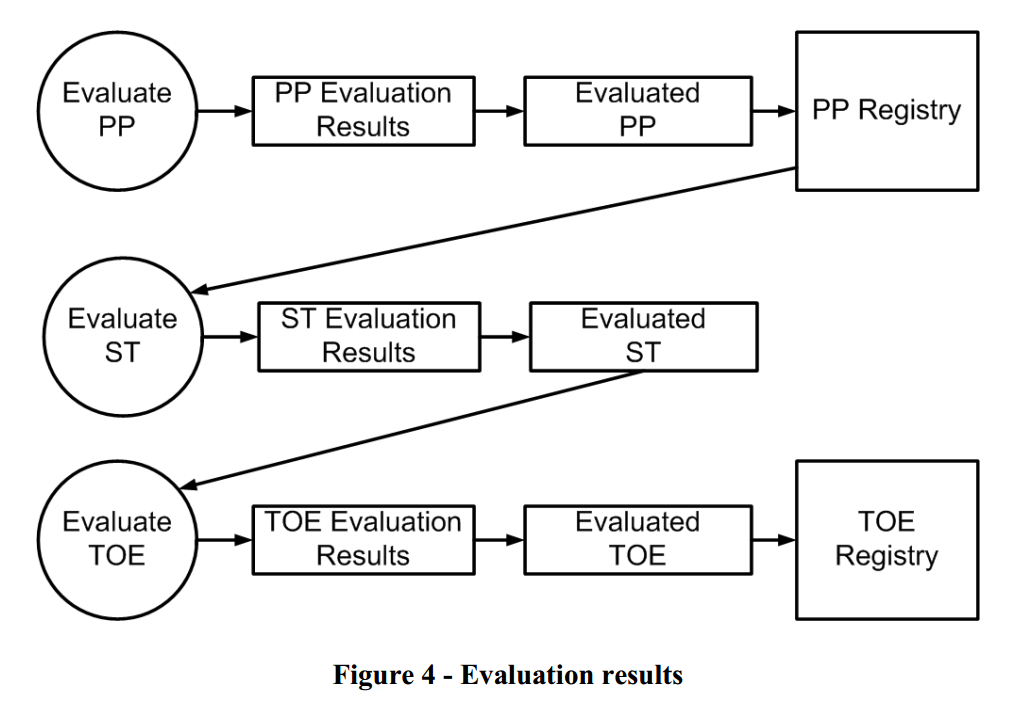 Evaluate
PP
PP Evaluation
Results
Evaluated
PP
PP Registry
Evaluate
ST
ST Evaluation
Results
Evaluated
ST
Evaluate
TOE
TOE Evaluation
Results
Evaluated
TOE
TOE
Registry
Figure 4 - Evaluation results